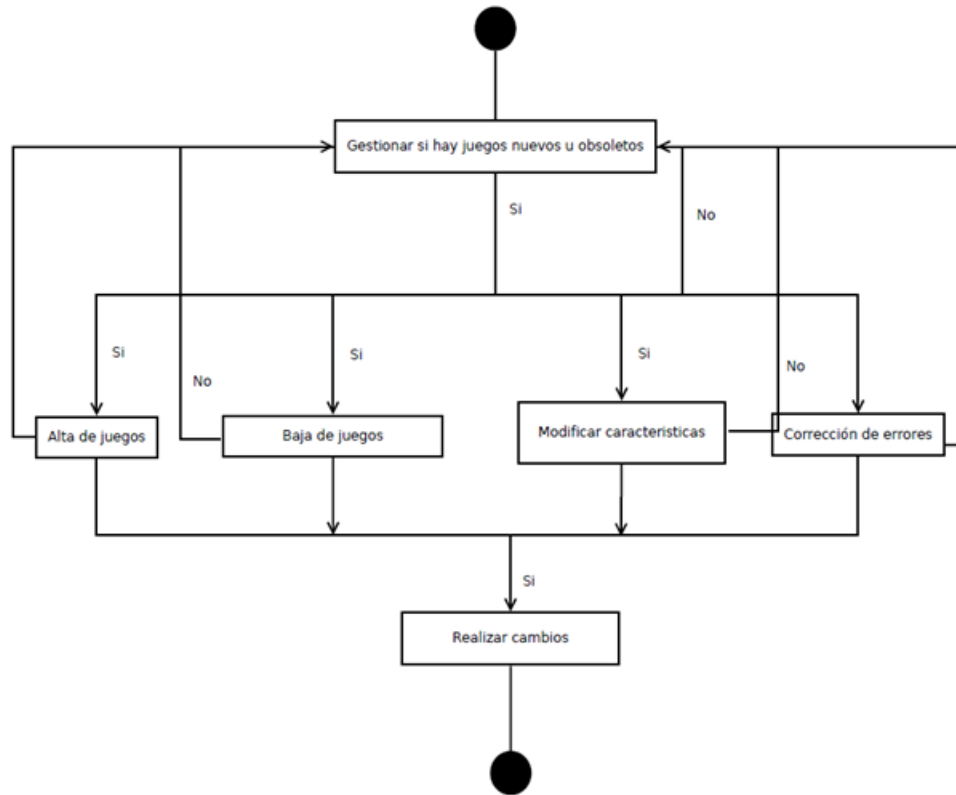 Gestionar si hay juegos nuevos u obsoletos
Si
No
Si
Si
Si
No
No
Alta de juegos
Baja de juegos
Modificar caracteristicas
Corrección de errores
Si
Realizar cambios